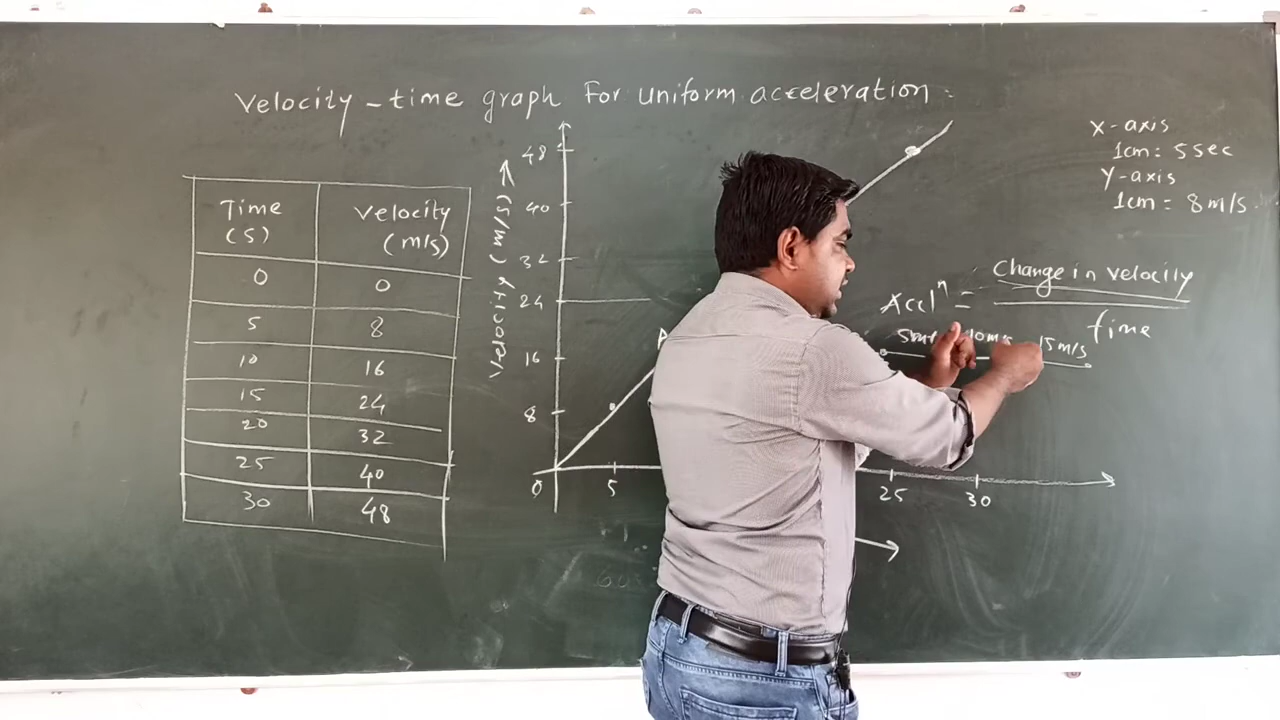 Velocity - time graph For uniform acceleration.
Time (S) Velocity (m/s)
0 0
5 8
10 16
15 24
20 32
25 40
30 48
Velocity (m/s) →
48
40
32
24
16
8
0 5 25 30
A
X-axis
1cm = 5sec
Y-axis
1cm = 8m/s
Accl^n = Change in velocity
time
15m/s